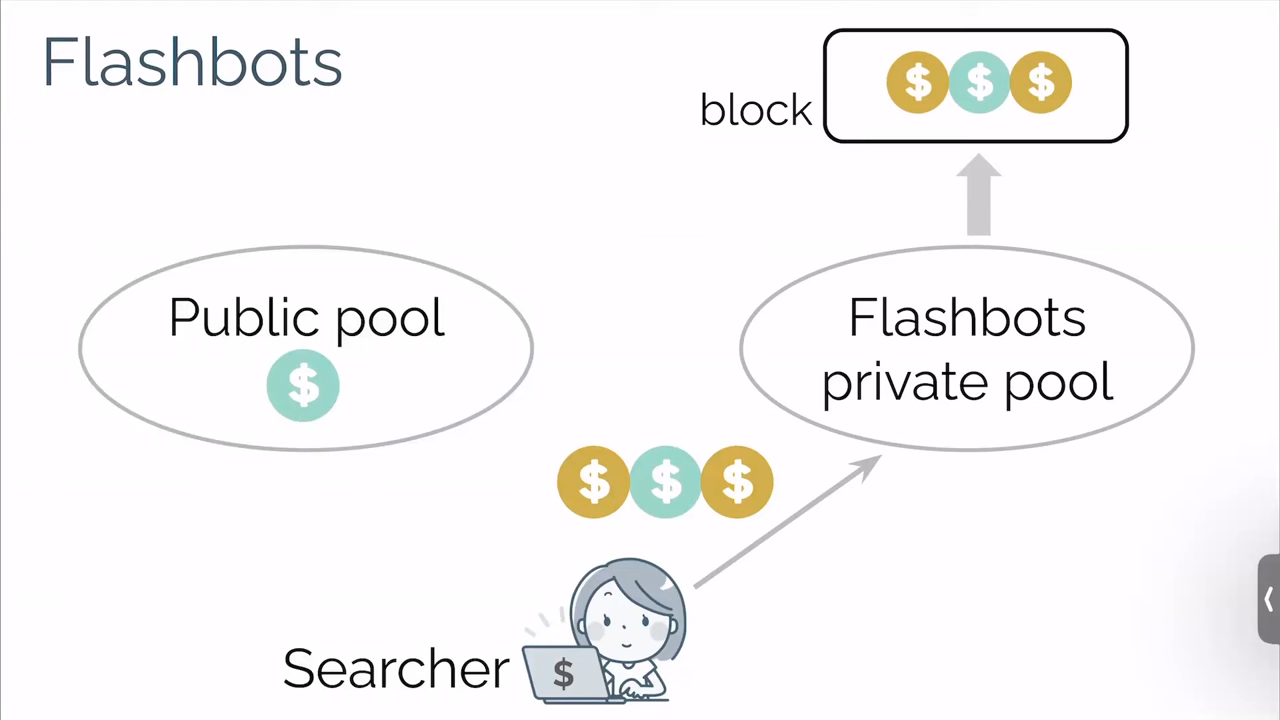 Flashbots
block
$ $ $
Public pool
$
Flashbots
private pool
$ $ $
Searcher
$